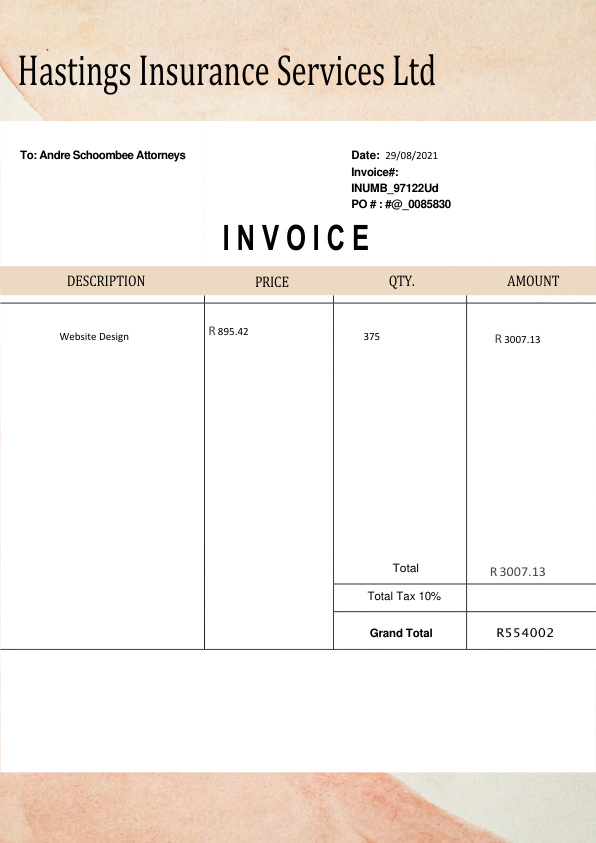 Hastings Insurance Services Ltd
To: Andre Schoombee Attorneys
Date: 29/08/2021
Invoice#:
INUMB_97122Ud
PO # : #@_0085830
INVOICE
DESCRIPTION PRICE QTY. AMOUNT
Website Design R 895.42 375 R 3007.13
Total R 3007.13
Total Tax 10%
Grand Total R554002